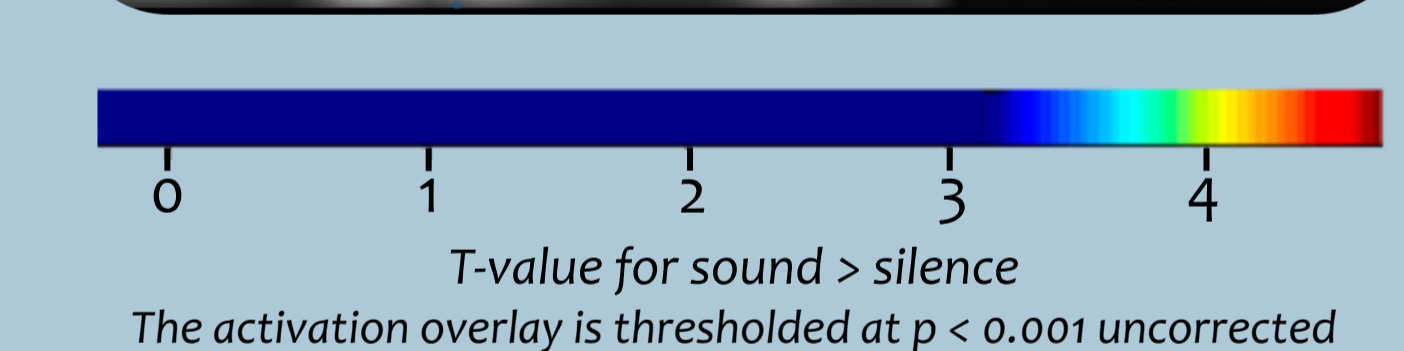 0 1 2 3 4
T-value for sound > silence
The activation overlay is thresholded at p < 0.001 uncorrected